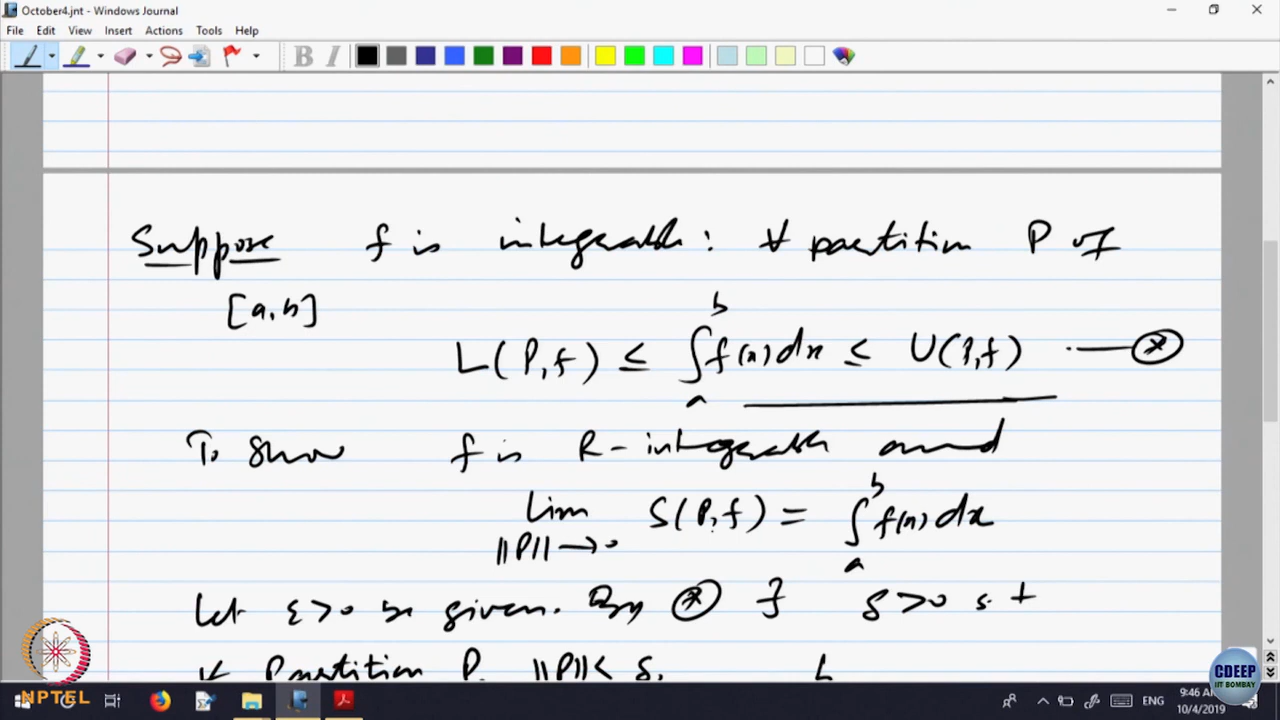 October4.jnt - Windows Journal
File Edit View Insert Actions Tools Help
B I
Suppose f is integrable : ∀ partition P of
[a,b]
L(P,f) ≤ ∫_a^b f(x)dx ≤ U(P,f) —— ⊛
To Show f is R-integrable and
lim_{||P||→0} S(P,f) = ∫_a^b f(x)dx
Let ε>0 be given. By ⊛ ∃ δ>0 s.t
∀ Partition P, ||P||< δ, L
NPTEL
ENG
9:46 AM
10/4/2019
CDEEP
IIT BOMBAY